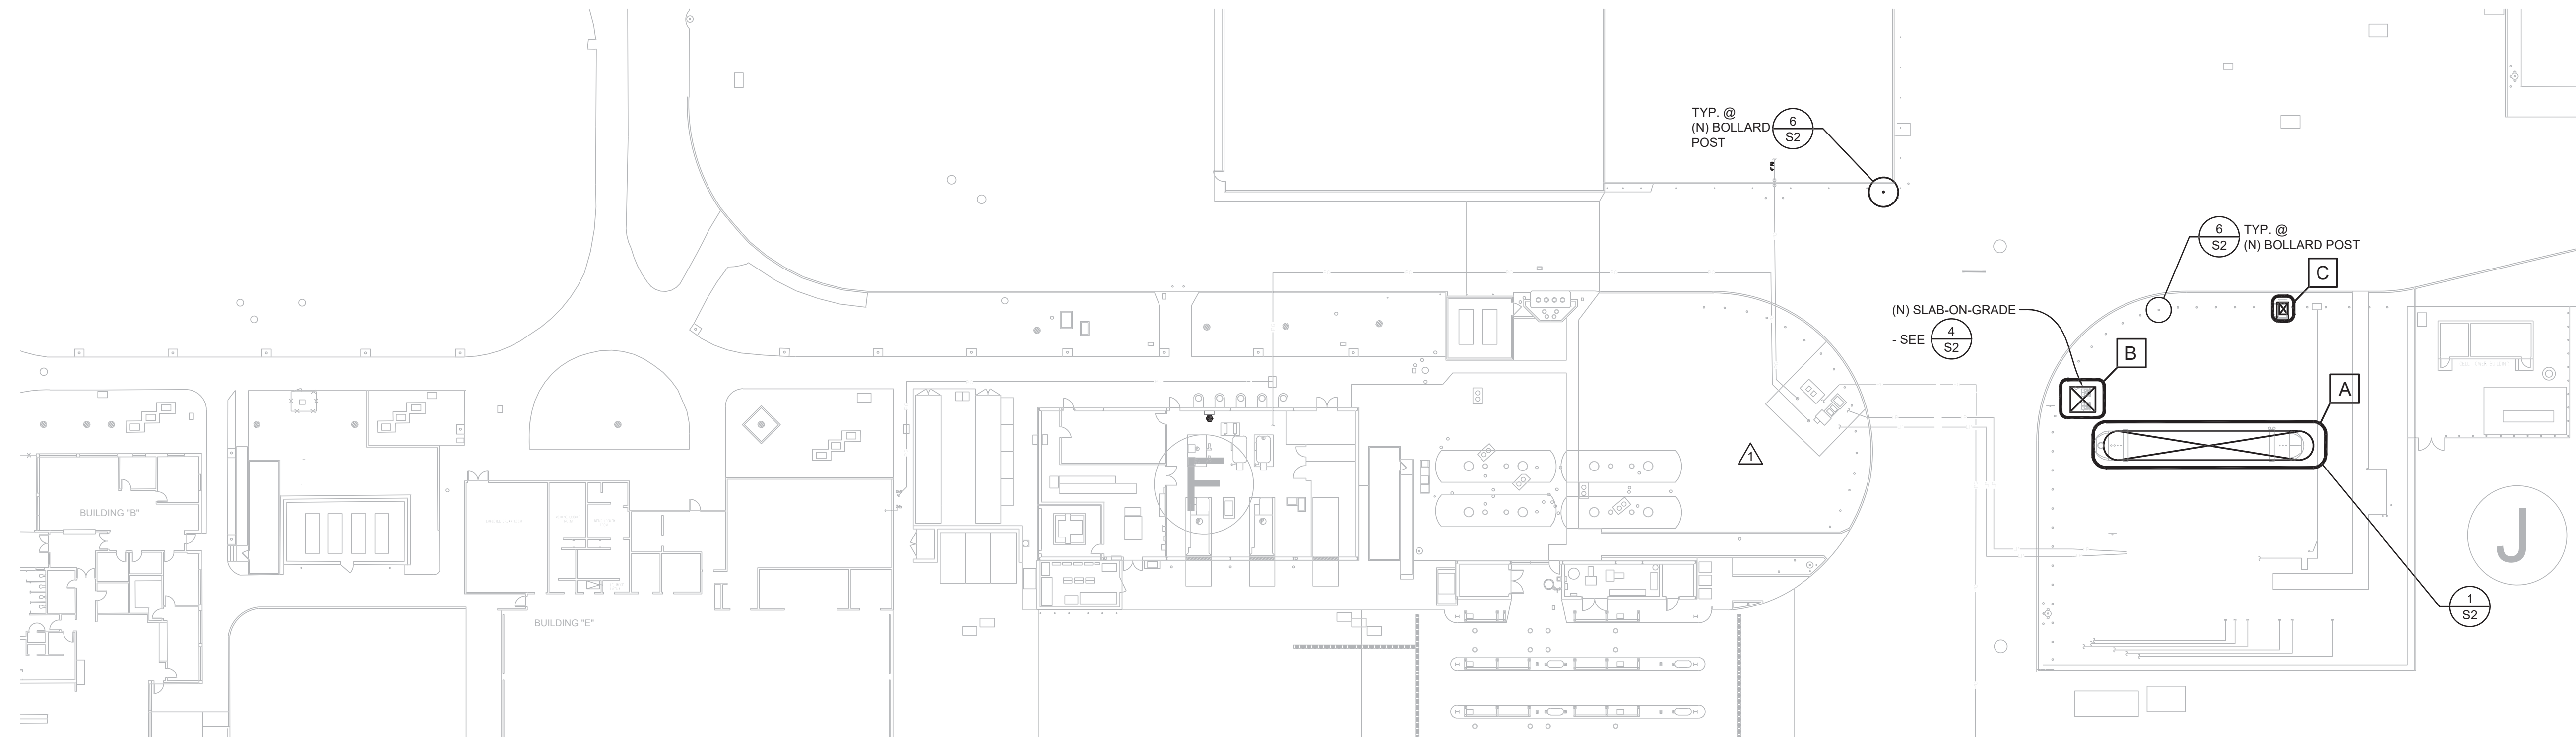 TYP. @
(N) BOLLARD
POST
6
S2
6
S2
TYP. @
(N) BOLLARD POST
C
(N) SLAB-ON-GRADE
- SEE
4
S2
B
A
F
1
J
BUILDING "B"
BUILDING "E"
1
S2